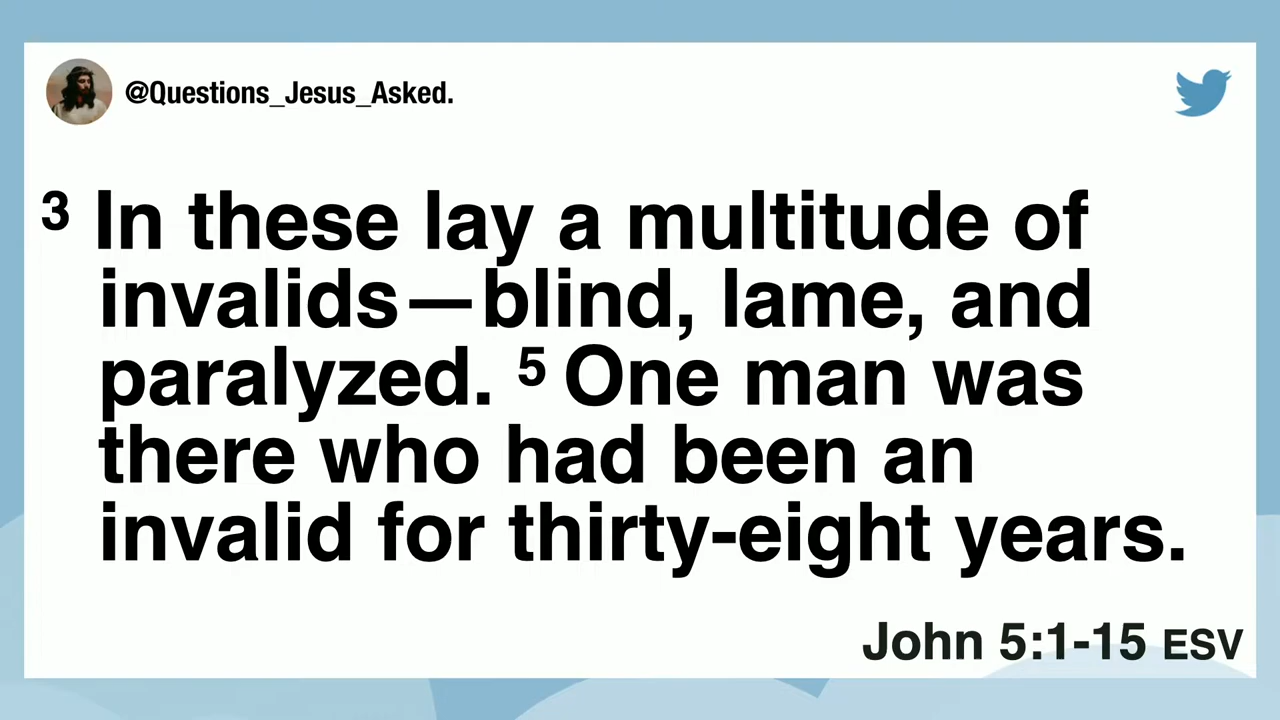 @Questions_Jesus_Asked.
3 In these lay a multitude of
invalids—blind, lame, and
paralyzed. 5 One man was
there who had been an
invalid for thirty-eight years.
John 5:1-15 ESV